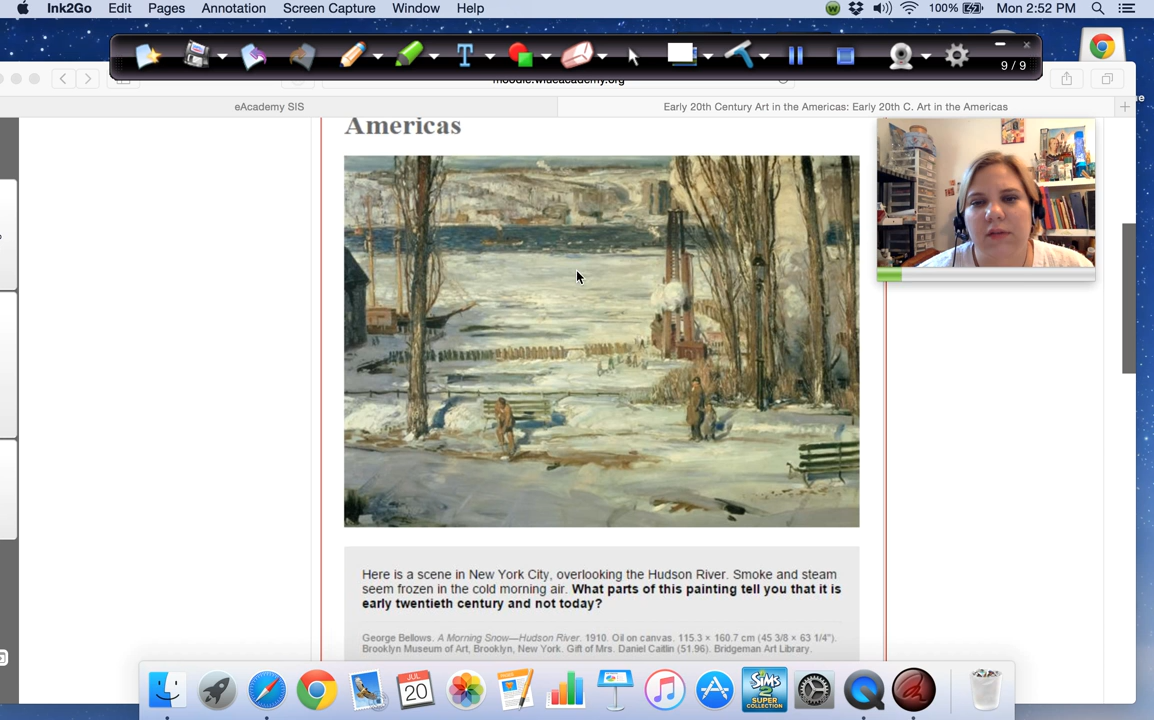 Ink2Go Edit Pages Annotation Screen Capture Window Help 100% Mon 2:52 PM
9 / 9
eAcademy SIS Early 20th Century Art in the Americas: Early 20th C. Art in the Americas
Americas
Here is a scene in New York City, overlooking the Hudson River. Smoke and steam
seem frozen in the cold morning air. What parts of this painting tell you that it is
early twentieth century and not today?
George Bellows. A Morning Snow—Hudson River. 1910. Oil on canvas. 115.3 × 160.7 cm (45 3/8 × 63 1/4").
Brooklyn Museum of Art, Brooklyn, New York. Gift of Mrs. Daniel Catlin (51.96). Bridgeman Art Library.
JUL
20
SIMS
2
SUPER
COLLECTION